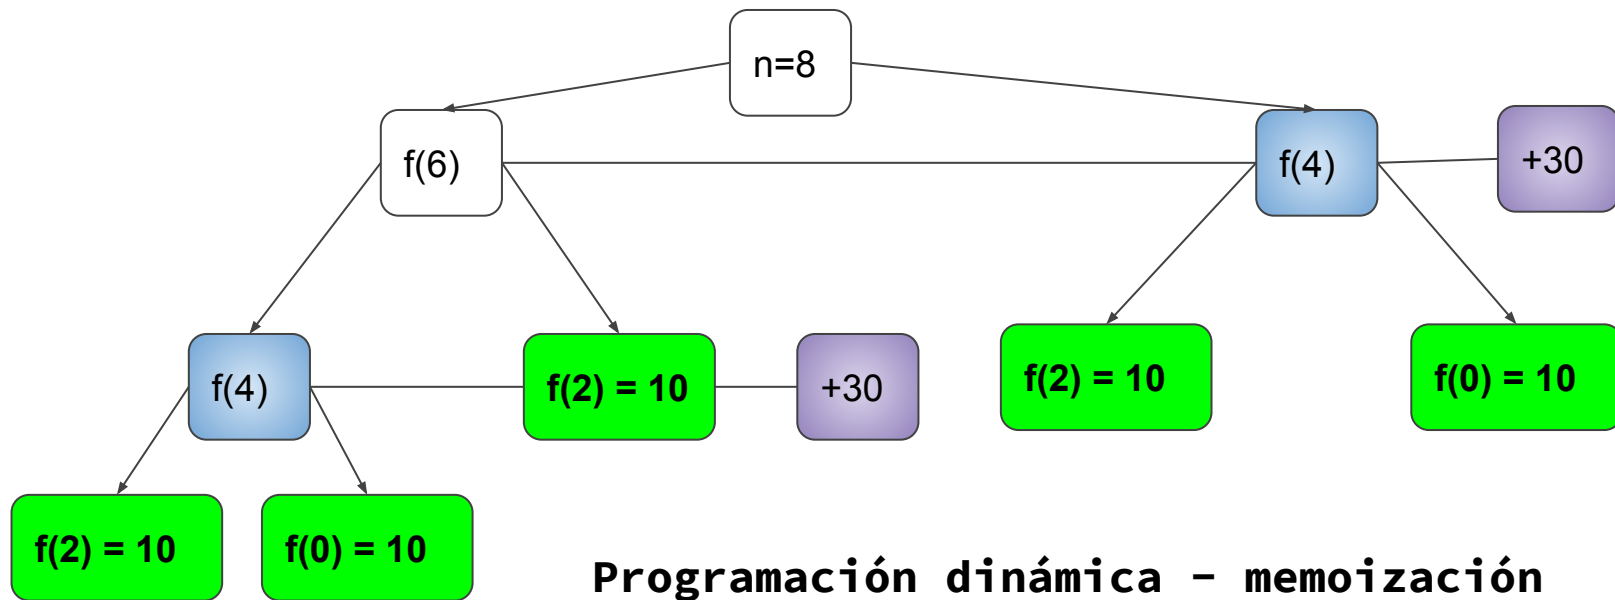 n=8
f(6)
f(4)
+30
f(4)
f(2) = 10
+30
f(2) = 10
f(0) = 10
f(2) = 10
f(0) = 10
Programación dinámica - memoización